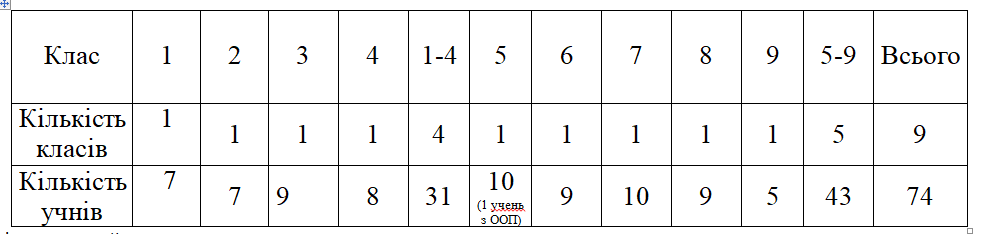 Клас 1 2 3 4 1-4 5 6 7 8 9 5-9 Всього
Кількість класів 1 1 1 1 4 1 1 1 1 1 5 9
Кількість учнів 7 7 9 8 31 10 (1 учень з ООП) 9 10 9 5 43 74